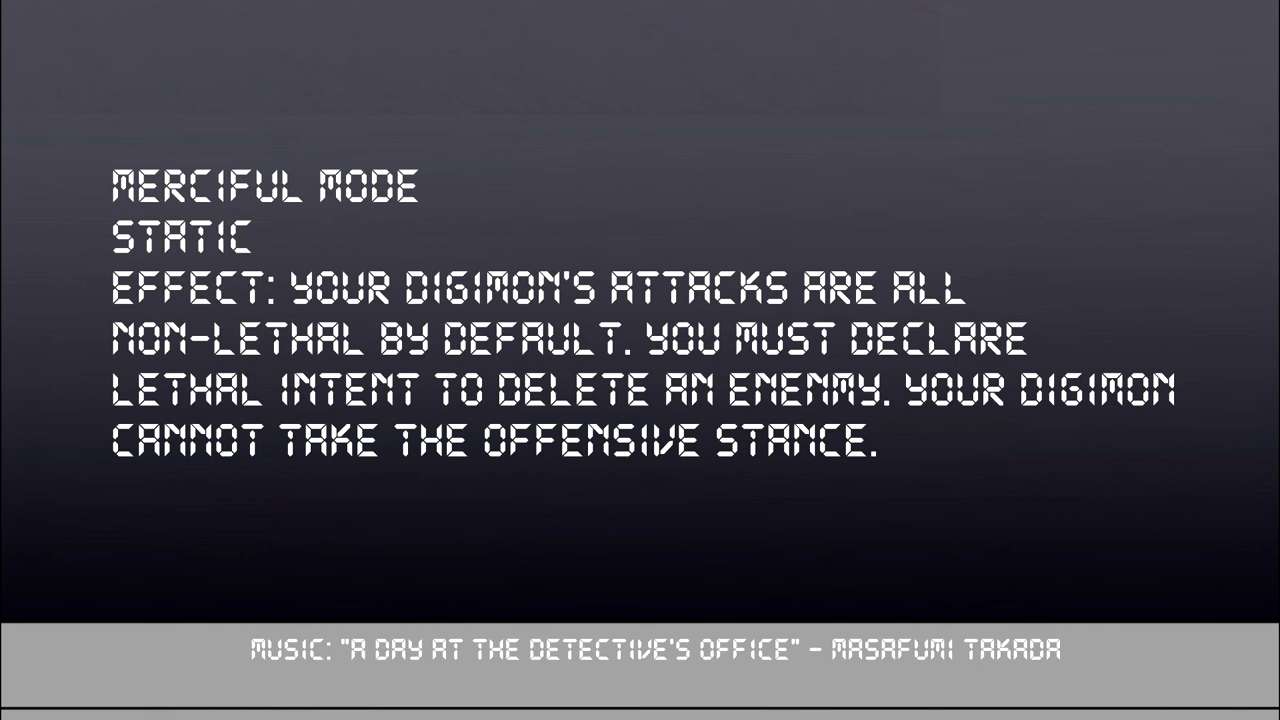 MERCIFUL MODE
STATIC
EFFECT: YOUR DIGIMON'S ATTACKS ARE ALL
NON-LETHAL BY DEFAULT. YOU MUST DECLARE
LETHAL INTENT TO DELETE AN ENENMY. YOUR DIGIMON
CANNOT TAKE THE OFFENSIVE STANCE.
MUSIC: "A DAY AT THE DETECTIVE'S OFFICE" - MASAFUMI TAKADA